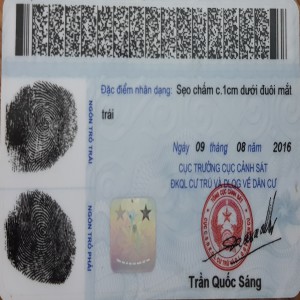 Đặc điểm nhân dạng: Sẹo chấm c.1cm dưới đuôi mắt
trái
NGÓN TRỎ TRÁI
Ngày 09 tháng 08 năm 2016
CỤC TRƯỞNG CỤC CẢNH SÁT
ĐKQL CƯ TRÚ VÀ DLQG VỀ DÂN CƯ
NGÓN TRỎ PHẢI
Trần Quốc Sáng